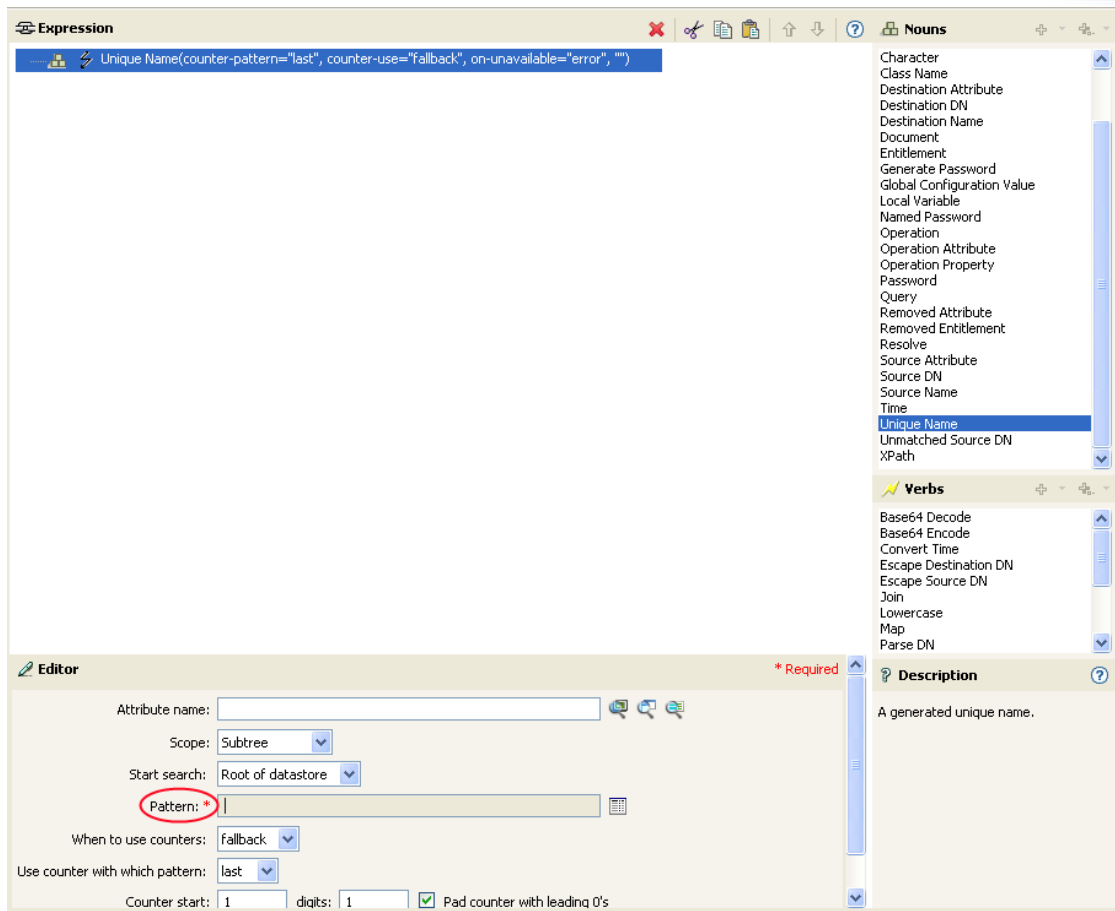 Expression
Unique Name(counter-pattern="last", counter-use="fallback", on-unavailable="error", "")
Nouns
Character
Class Name
Destination Attribute
Destination DN
Destination Name
Document
Entitlement
Generate Password
Global Configuration Value
Local Variable
Named Password
Operation
Operation Attribute
Operation Property
Password
Query
Removed Attribute
Removed Entitlement
Resolve
Source Attribute
Source DN
Source Name
Time
Unique Name
Unmatched Source DN
XPath
Verbs
Base64 Decode
Base64 Encode
Convert Time
Escape Destination DN
Escape Source DN
Join
Lowercase
Map
Parse DN
Editor
* Required
Attribute name:
Scope: Subtree
Start search: Root of datastore
Pattern: *
When to use counters: fallback
Use counter with which pattern: last
Counter start: 1 digits: 1 Pad counter with leading 0's
Description
A generated unique name.